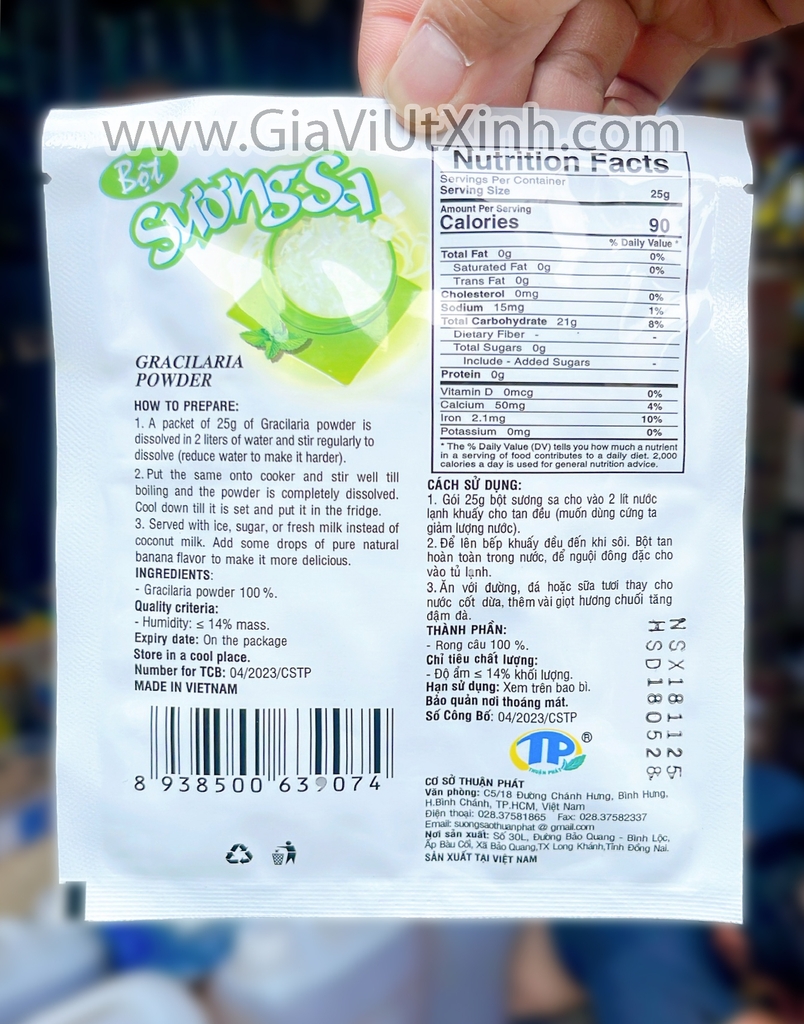 www.GiaViUtXinh.com
Bột
SươngSa
GRACILARIA
POWDER
HOW TO PREPARE:
1. A packet of 25g of Gracilaria powder is
dissolved in 2 liters of water and stir regularly to
dissolve (reduce water to make it harder).
2. Put the same onto cooker and stir well till
boiling and the powder is completely dissolved.
Cool down till it is set and put it in the fridge.
3. Served with ice, sugar, or fresh milk instead of
coconut milk. Add some drops of pure natural
banana flavor to make it more delicious.
INGREDIENTS:
- Gracilaria powder 100 %.
Quality criteria:
- Humidity: ≤ 14% mass.
Expiry date: On the package
Store in a cool place.
Number for TCB: 04/2023/CSTP
MADE IN VIETNAM
8 938500 639074
Nutrition Facts
Servings Per Container
Serving Size 25g
Amount Per Serving
Calories 90
% Daily Value *
Total Fat 0g 0%
Saturated Fat 0g 0%
Trans Fat 0g
Cholesterol 0mg 0%
Sodium 15mg 1%
Total Carbohydrate 21g 8%
Dietary Fiber - -
Total Sugars 0g
Include - Added Sugars -
Protein 0g
Vitamin D 0mcg 0%
Calcium 50mg 4%
Iron 2.1mg 10%
Potassium 0mg 0%
* The % Daily Value (DV) tells you how much a nutrient
in a serving of food contributes to a daily diet. 2,000
calories a day is used for general nutrition advice.
CÁCH SỬ DỤNG:
1. Gói 25g bột sương sa cho vào 2 lít nước
lạnh khuấy cho tan đều (muốn dùng cứng ta
giảm lượng nước).
2. Để lên bếp khuấy đều đến khi sôi. Bột tan
hoàn toàn trong nước, để nguội đông đặc cho
vào tủ lạnh.
3. Ăn với đường, đá hoặc sữa tươi thay cho
nước cốt dừa, thêm vài giọt hương chuối tăng
đậm đà.
THÀNH PHẦN:
- Rong câu 100 %.
Chỉ tiêu chất lượng:
- Độ ẩm ≤ 14% khối lượng.
Hạn sử dụng: Xem trên bao bì.
Bảo quản nơi thoáng mát.
Số Công Bố: 04/2023/CSTP
NSX181125
HSD180528
TP®
THUẬN PHÁT
CƠ SỞ THUẬN PHÁT
Văn phòng: C5/18 Đường Chánh Hưng, Bình Hưng,
H.Bình Chánh, TP.HCM, Việt Nam
Điện thoại: 028.37581865 Fax: 028.37582337
Email: suongsaothuanphat @ gmail.com
Nơi sản xuất: Số 30L, Đường Bảo Quang - Bình Lộc,
Ấp Bàu Cối, Xã Bảo Quang,TX Long Khánh,Tỉnh Đồng Nai.
SẢN XUẤT TẠI VIỆT NAM